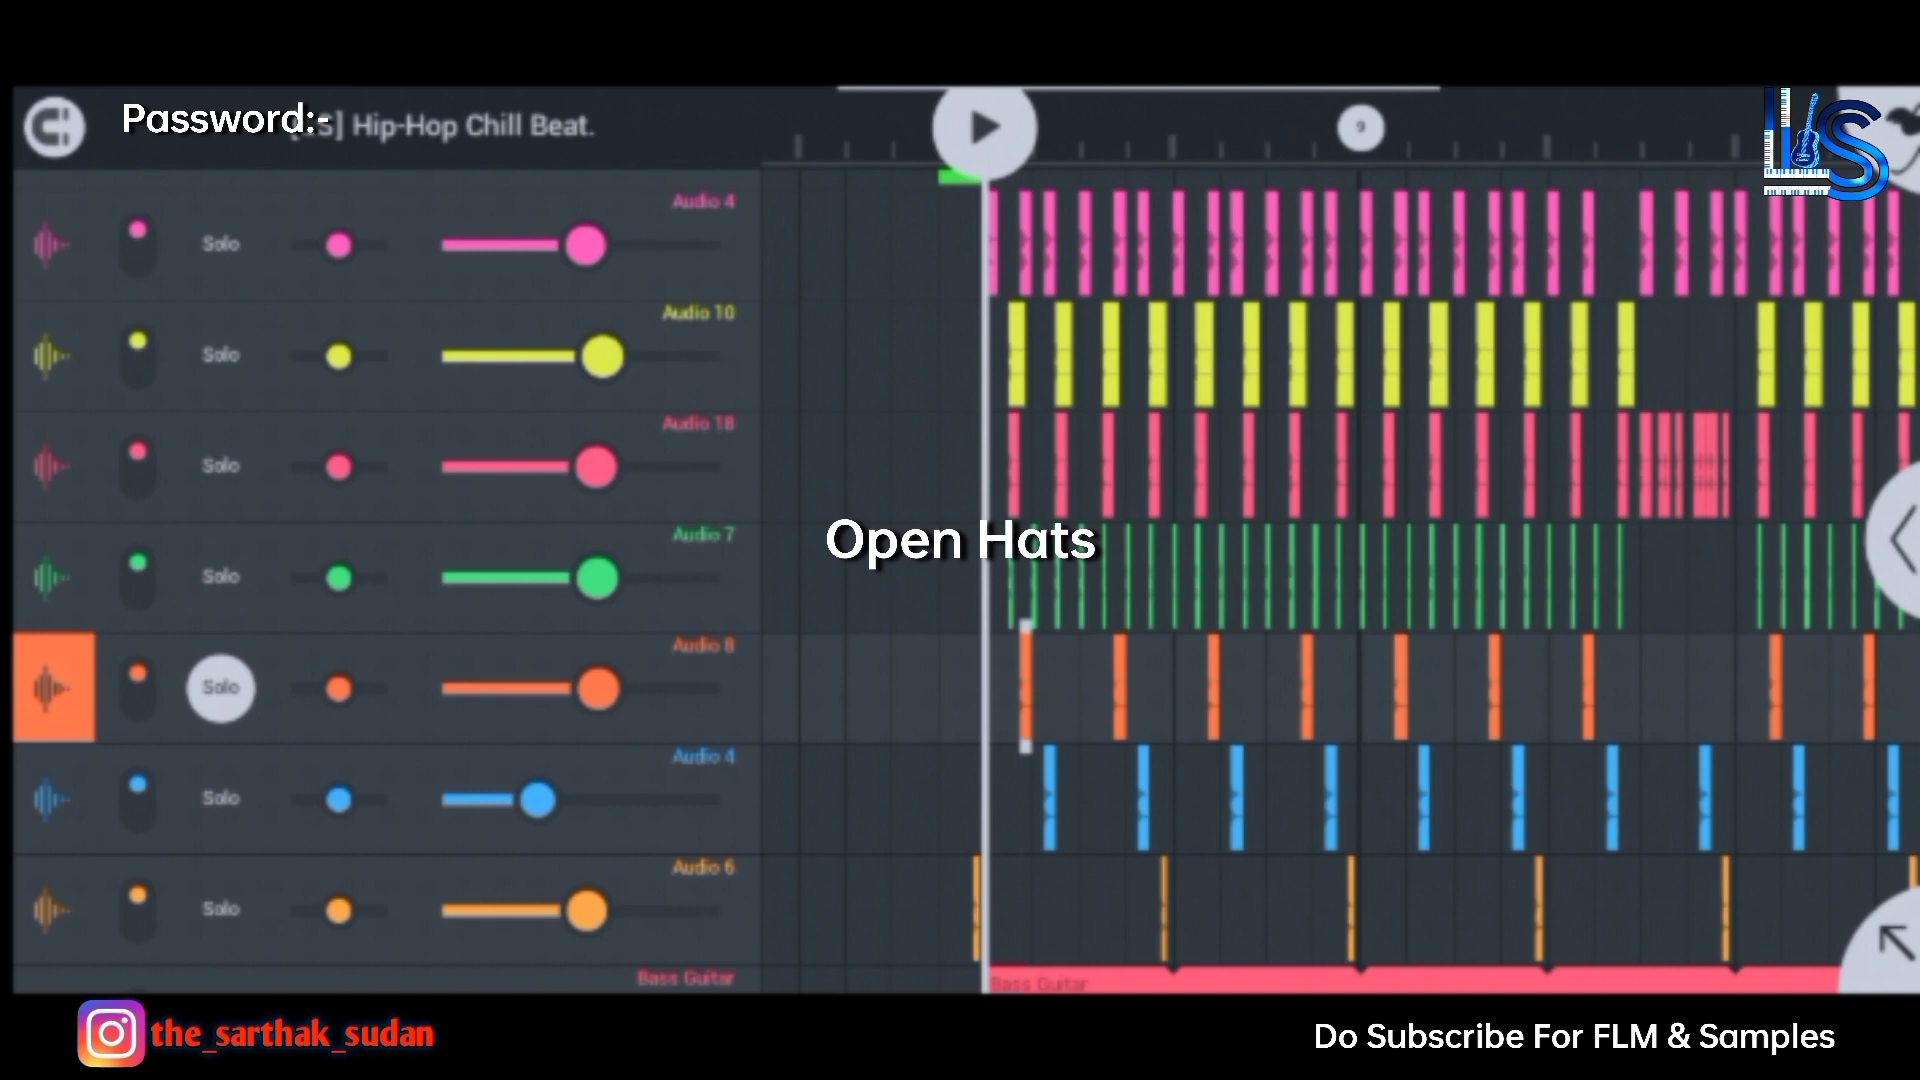 Password:-
S] Hip-Hop Chill Beat.
9
LS
Audio 4
Solo
Audio 10
Solo
Audio 18
Solo
Audio 7
Solo
Open Hats
Audio 8
Solo
Audio 4
Solo
Audio 6
Solo
Bass Guitar
Bass Guitar
the_sarthak_sudan
Do Subscribe For FLM & Samples